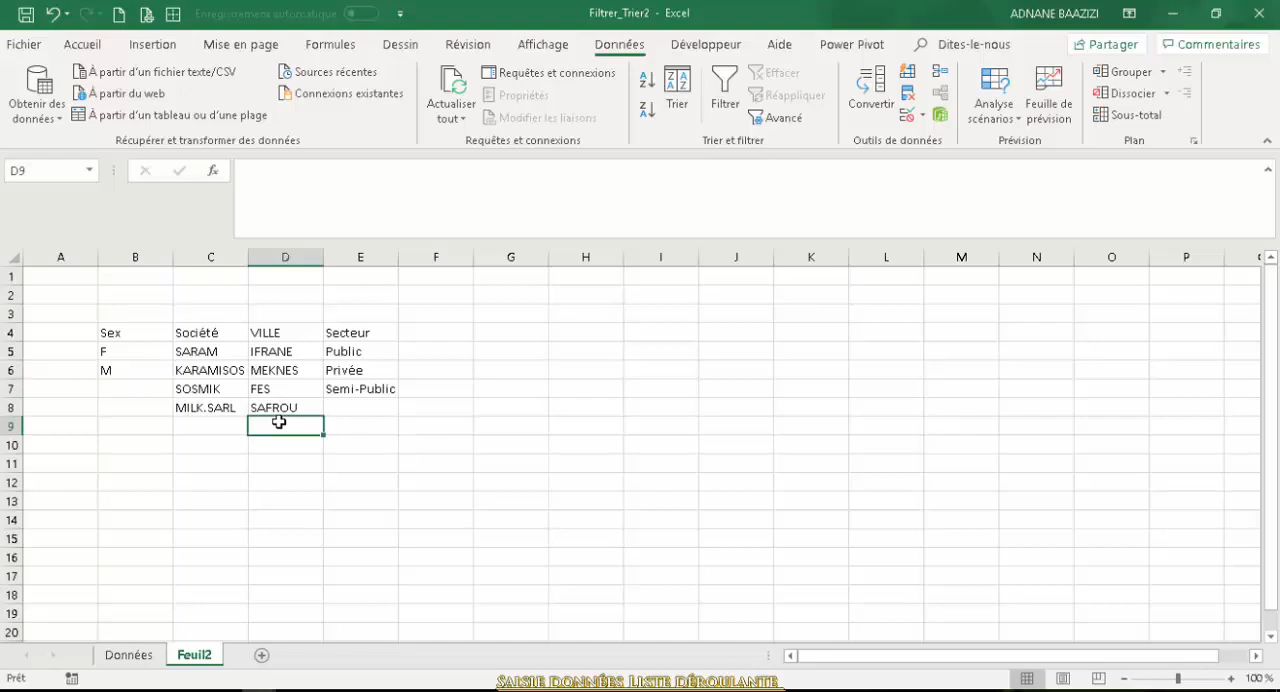 Enregistrement automatique
Filtrer_Trier2 - Excel
ADNANE BAAZIZI
Fichier Accueil Insertion Mise en page Formules Dessin Révision Affichage Données Développeur Aide Power Pivot Dites-le-nous Partager Commentaires
Obtenir des données
À partir d'un fichier texte/CSV
À partir du web
À partir d'un tableau ou d'une plage
Sources récentes
Connexions existantes
Récupérer et transformer des données
Actualiser tout
Requêtes et connexions
Propriétés
Modifier les liaisons
Requêtes et connexions
Trier
Filtrer
Effacer
Réappliquer
Avancé
Trier et filtrer
Convertir
Outils de données
Analyse scénarios
Feuille de prévision
Prévision
Grouper
Dissocier
Sous-total
Plan
D9
fx
A B C D E F G H I J K L M N O P
1
2
3
4 Sex Société VILLE Secteur
5 F SARAM IFRANE Public
6 M KARAMISOS MEKNES Privée
7 SOSMIK FES Semi-Public
8 MILK.SARL SAFROU
9
10
11
12
13
14
15
16
17
18
19
20
Données Feuil2
Prêt
Saisie données Liste déroulante
100 %